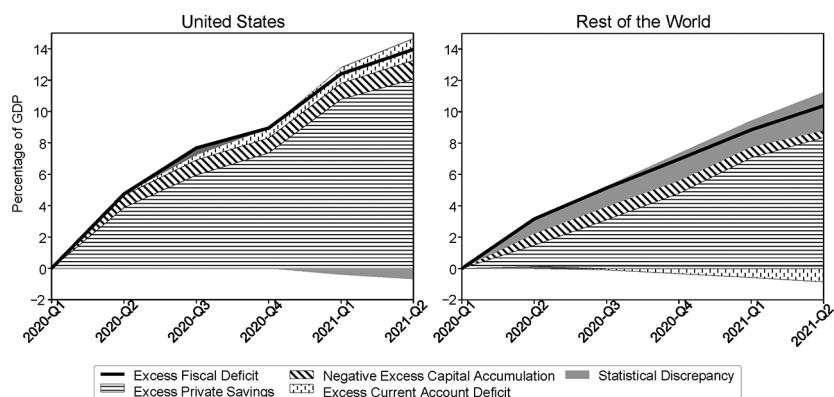 United States
Rest of the World
Percentage of GDP
14
12
10
8
6
4
2
0
−2
2020-Q1
2020-Q2
2020-Q3
2020-Q4
2021-Q1
2021-Q2
14
12
10
8
6
4
2
0
−2
2020-Q1
2020-Q2
2020-Q3
2020-Q4
2021-Q1
2021-Q2
Excess Fiscal Deficit
Negative Excess Capital Accumulation
Statistical Discrepancy
Excess Private Savings
Excess Current Account Deficit